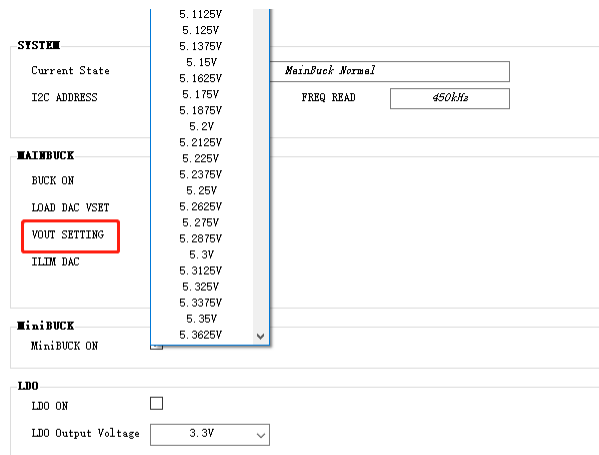 5.1125V
5.125V
5.1375V
5.15V
5.1625V
5.175V
5.1875V
5.2V
5.2125V
5.225V
5.2375V
5.25V
5.2625V
5.275V
5.2875V
5.3V
5.3125V
5.325V
5.3375V
5.35V
5.3625V
SYSTEM
Current State MainBuck Normal
I2C ADDRESS FREQ READ 450kHz
MAINBUCK
BUCK ON
LOAD DAC VSET
VOUT SETTING
ILIM DAC
MiniBUCK
MiniBUCK ON
LDO
LDO ON
LDO Output Voltage 3.3V